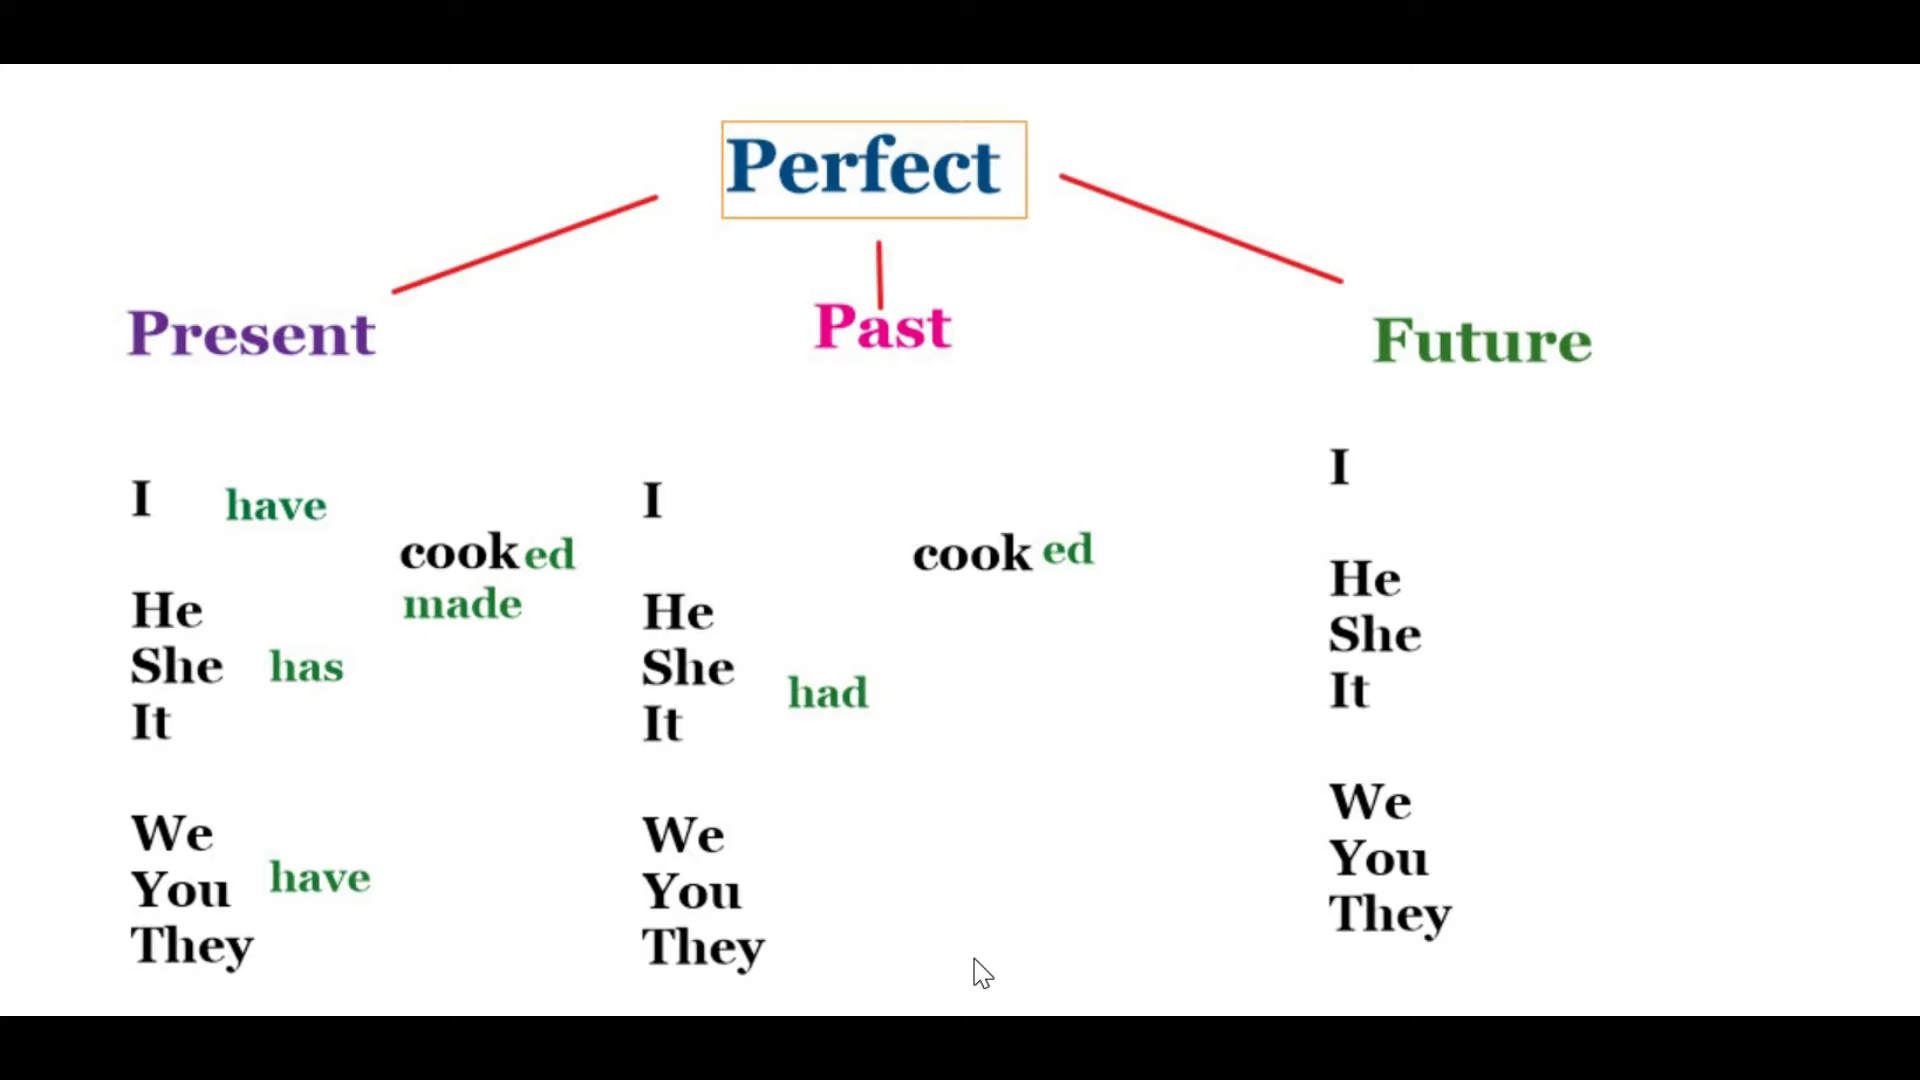 Perfect
Present
Past
Future
I have
cooked
made
He
She has
It
We
You have
They
I
cook ed
He
She had
It
We
You
They
I
He
She
It
We
You
They